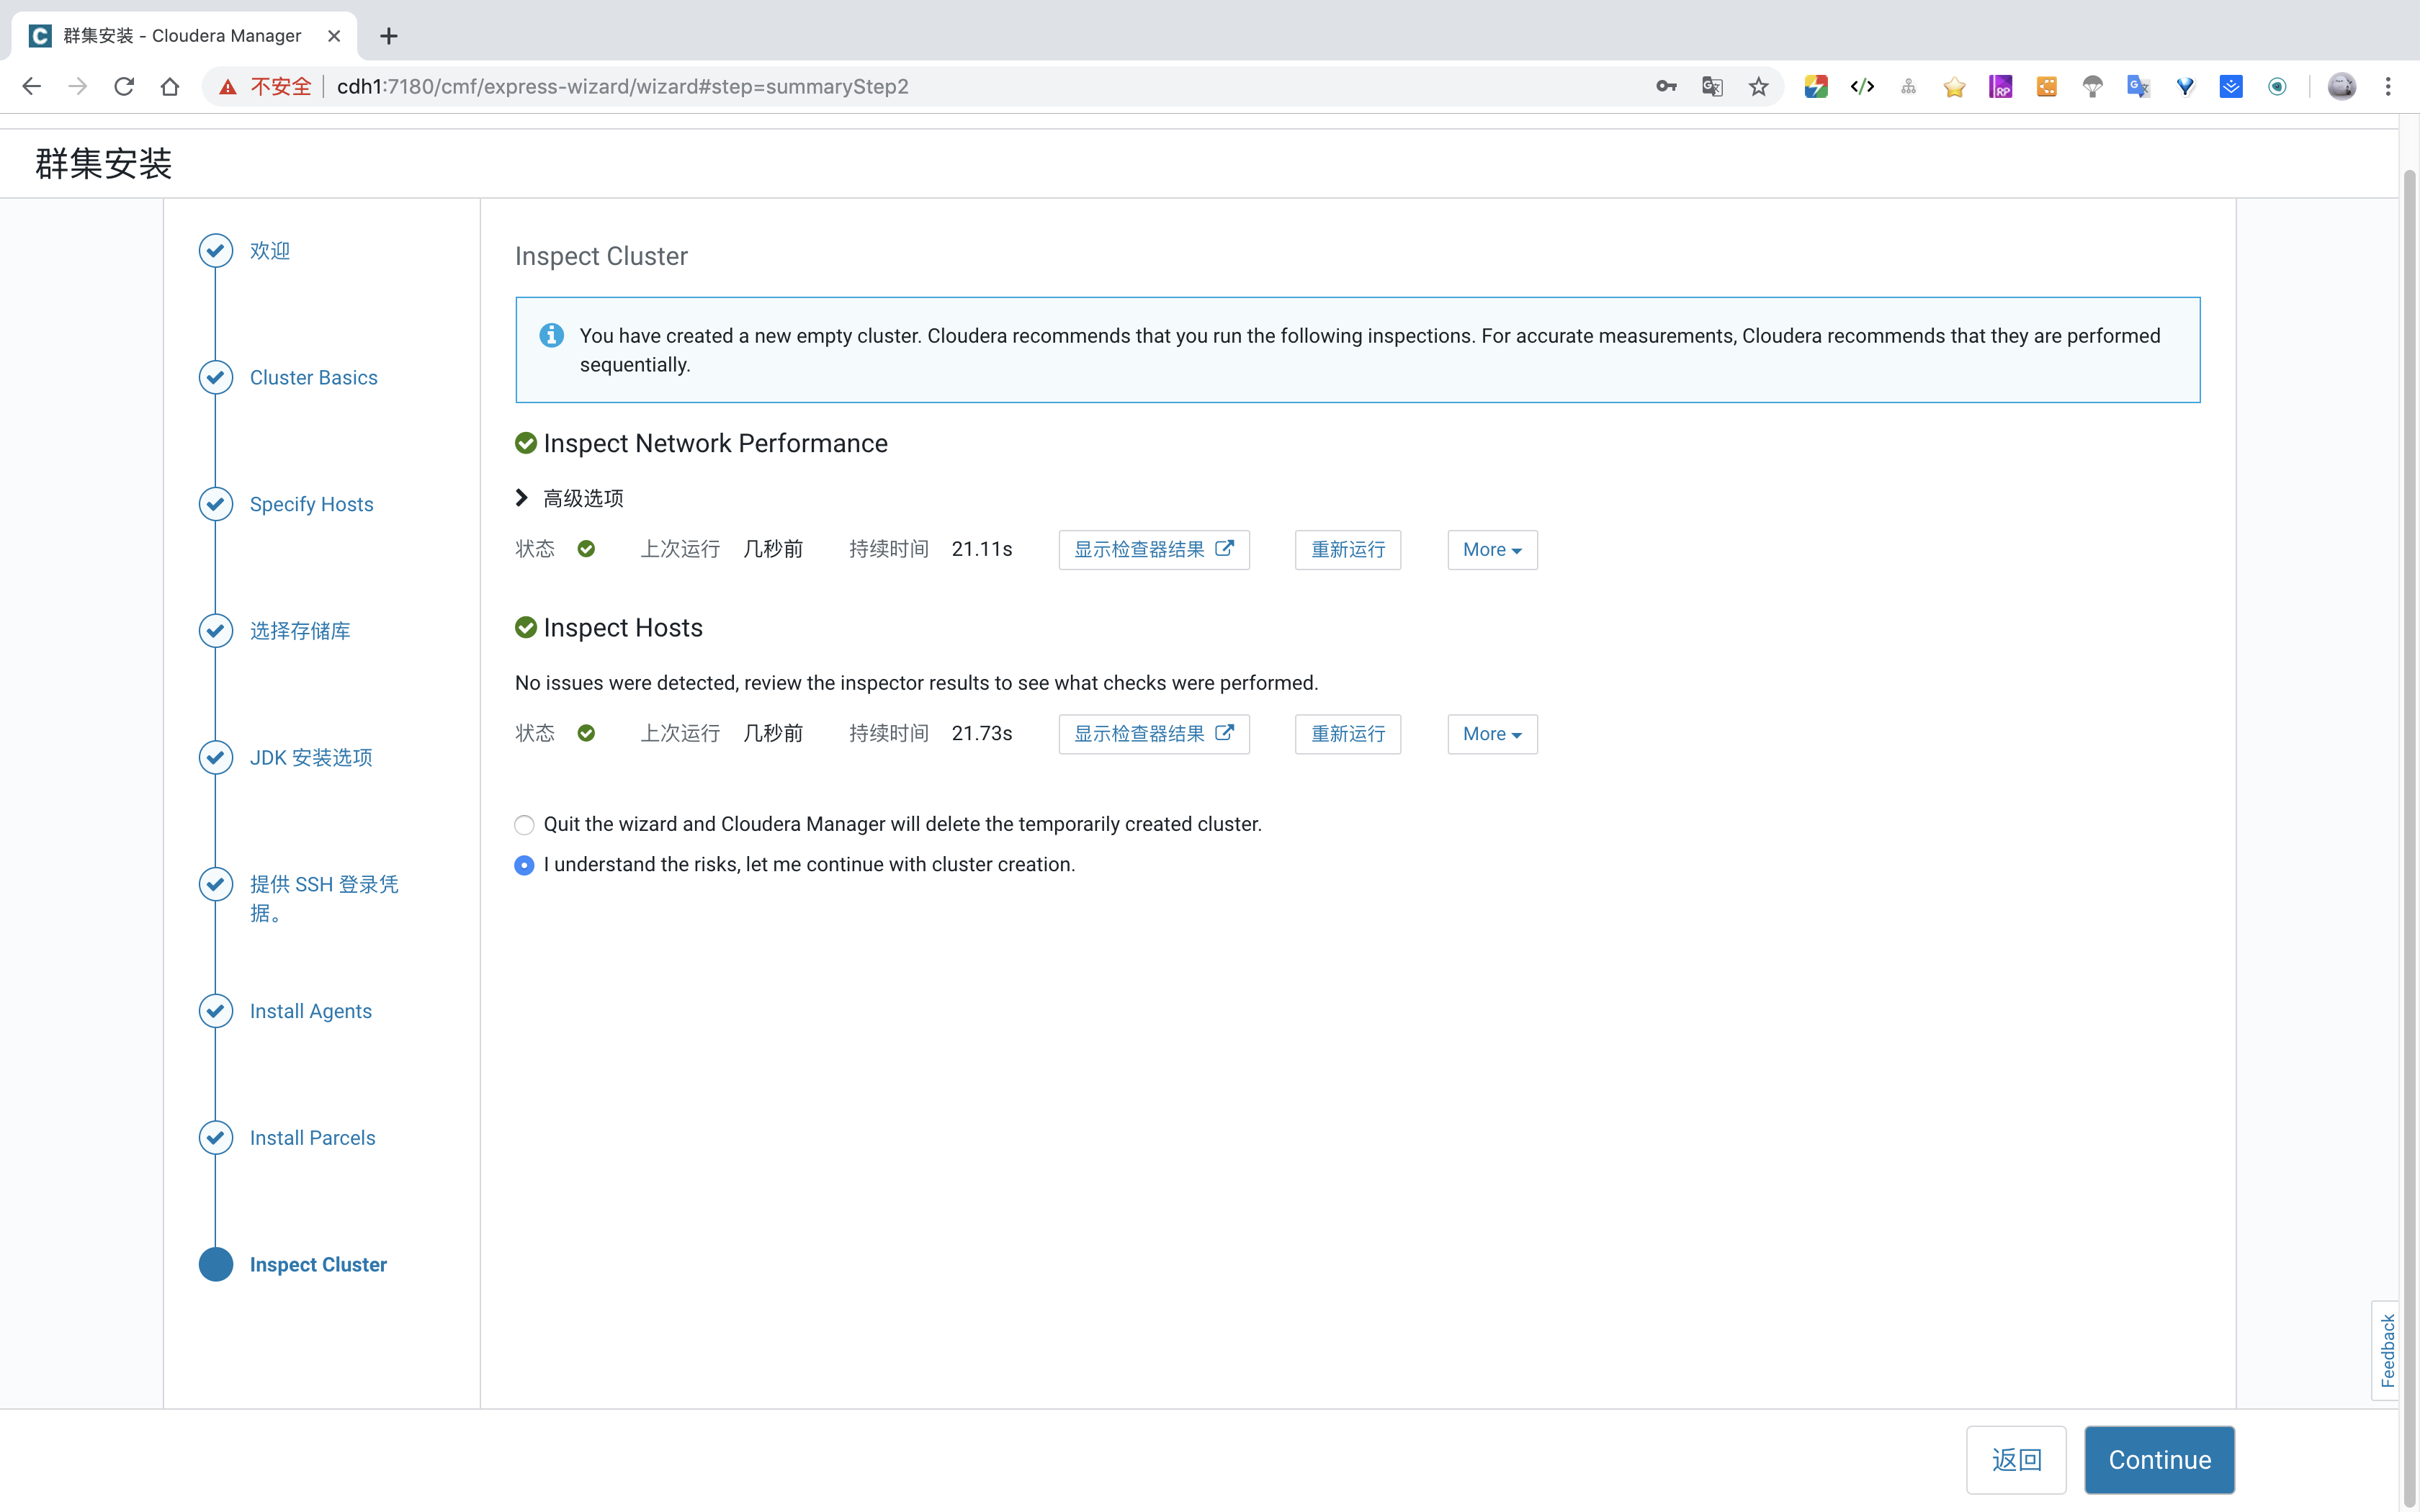 群集安装 - Cloudera Manager
不安全 | cdh1:7180/cmf/express-wizard/wizard#step=summaryStep2
群集安装
欢迎
Cluster Basics
Specify Hosts
选择存储库
JDK 安装选项
提供 SSH 登录凭
据。
Install Agents
Install Parcels
Inspect Cluster
Inspect Cluster
You have created a new empty cluster. Cloudera recommends that you run the following inspections. For accurate measurements, Cloudera recommends that they are performed
sequentially.
Inspect Network Performance
高级选项
状态 上次运行 几秒前 持续时间 21.11s 显示检查器结果 重新运行 More
Inspect Hosts
No issues were detected, review the inspector results to see what checks were performed.
状态 上次运行 几秒前 持续时间 21.73s 显示检查器结果 重新运行 More
Quit the wizard and Cloudera Manager will delete the temporarily created cluster.
I understand the risks, let me continue with cluster creation.
Feedback
返回 Continue